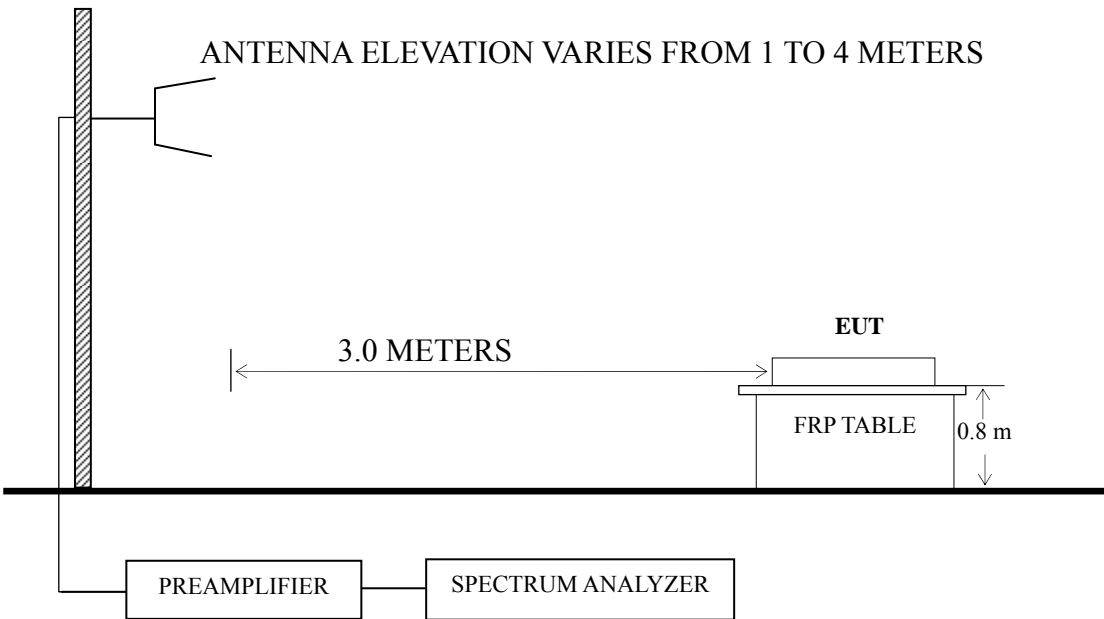 ANTENNA ELEVATION VARIES FROM 1 TO 4 METERS
EUT
3.0 METERS
FRP TABLE
0.8 m
PREAMPLIFIER
SPECTRUM ANALYZER